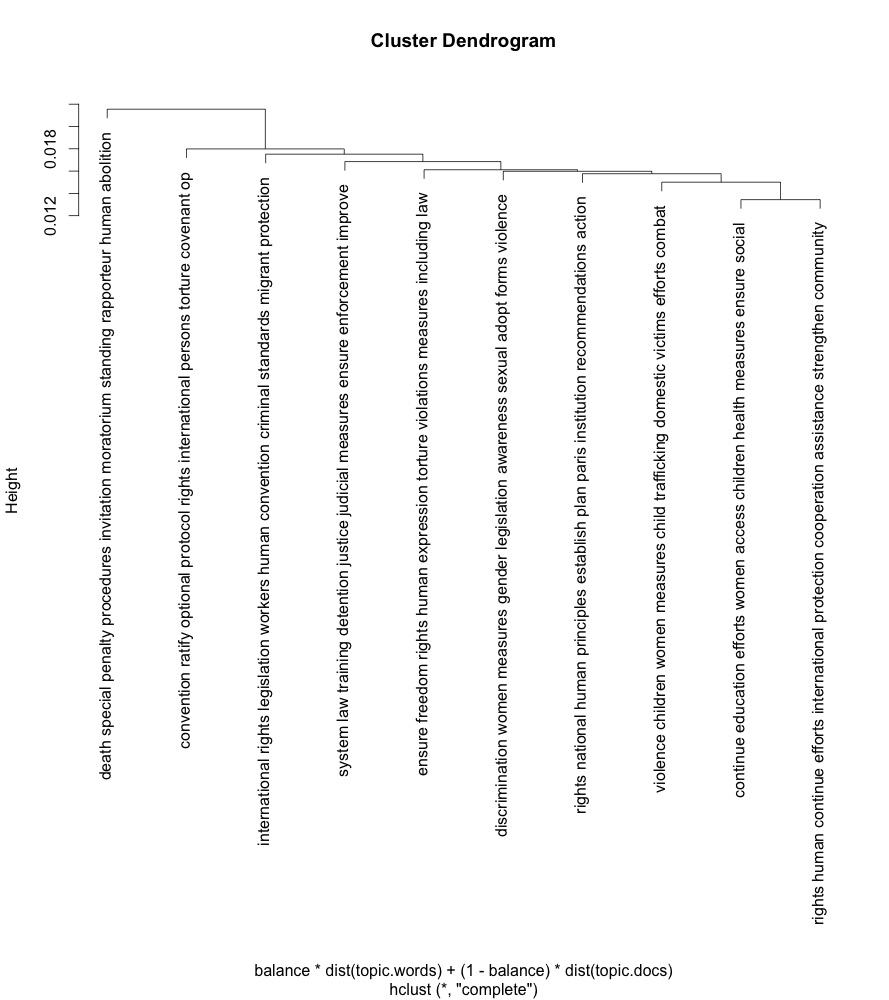 Cluster Dendrogram
Height
0.012
0.018
death special penalty procedures invitation moratorium standing rapporteur human abolition
convention ratify optional protocol rights international persons torture covenant op
international rights legislation workers human convention criminal standards migrant protection
system law training detention justice judicial measures ensure enforcement improve
ensure freedom rights human expression torture violations measures including law
discrimination women measures gender legislation awareness sexual adopt forms violence
rights national human principles establish plan paris institution recommendations action
violence children women measures child trafficking domestic victims efforts combat
continue education efforts women access children health measures ensure social
rights human continue efforts international protection cooperation assistance strengthen community
balance * dist(topic.words) + (1 - balance) * dist(topic.docs)
hclust (*, "complete")